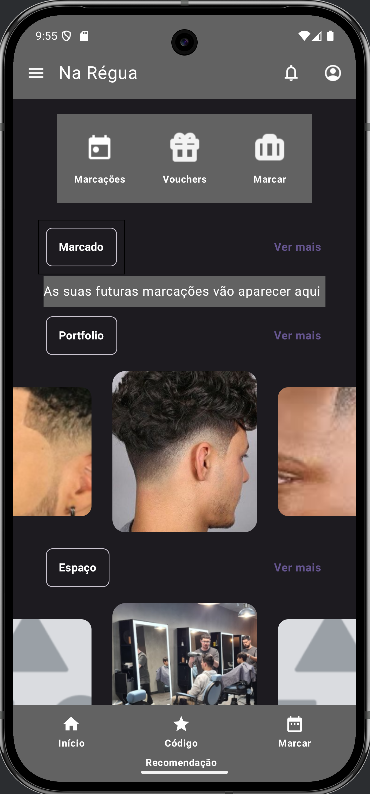 9:55
Na Régua
Marcações Vouchers Marcar
Marcado Ver mais
As suas futuras marcações vão aparecer aqui
Portfolio Ver mais
Espaço Ver mais
Início Código Marcar
Recomendação